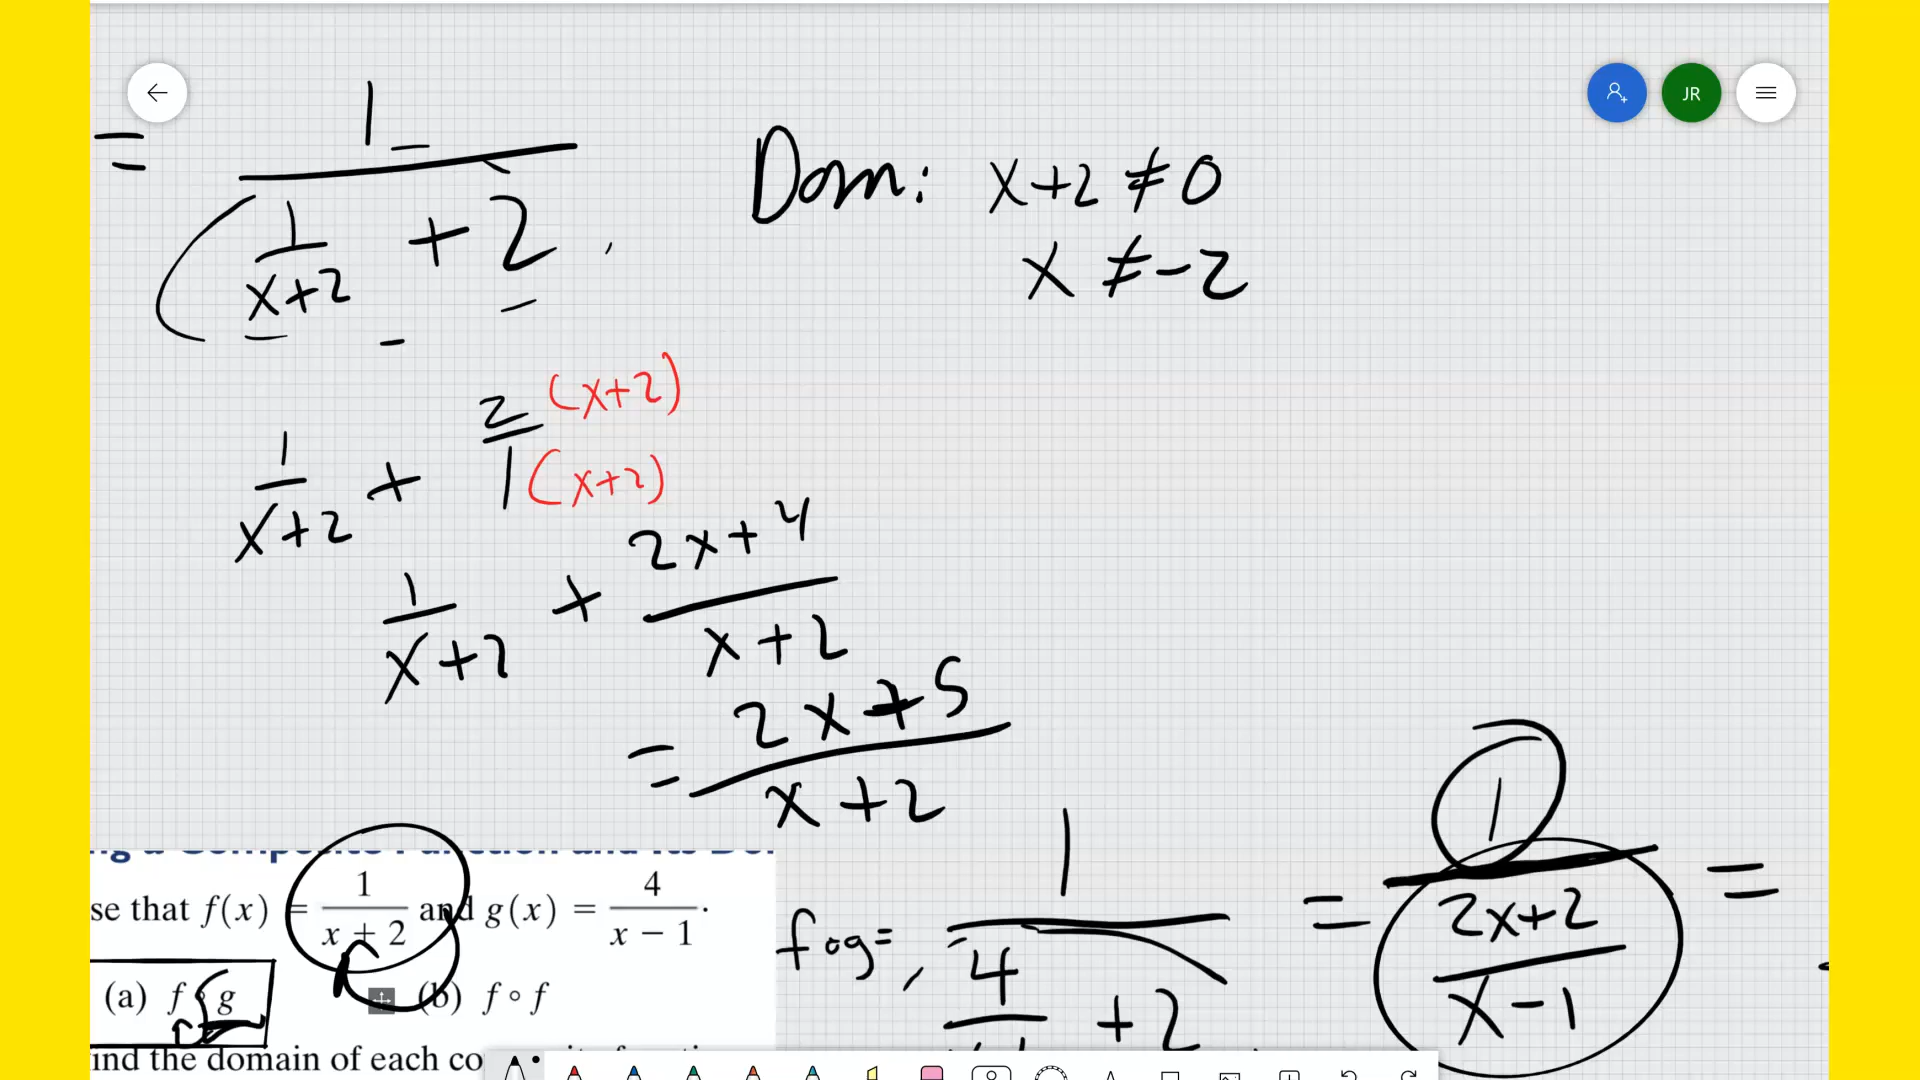 JR
= 1 / (1/(x+2) + 2
Dom: x+2 ≠ 0
x ≠ -2
1/(x+2) + 2(x+2)/1(x+2)
1/(x+2) + (2x+4)/(x+2)
= (2x+5)/(x+2)
se that f(x) = 1/(x + 2) and g(x) = 4/(x − 1).
(a) f g (b) f ∘ f
ind the domain of each co
fog= 1 / (4 + 2 = 1 / ((2x+2)/(x-1)) =